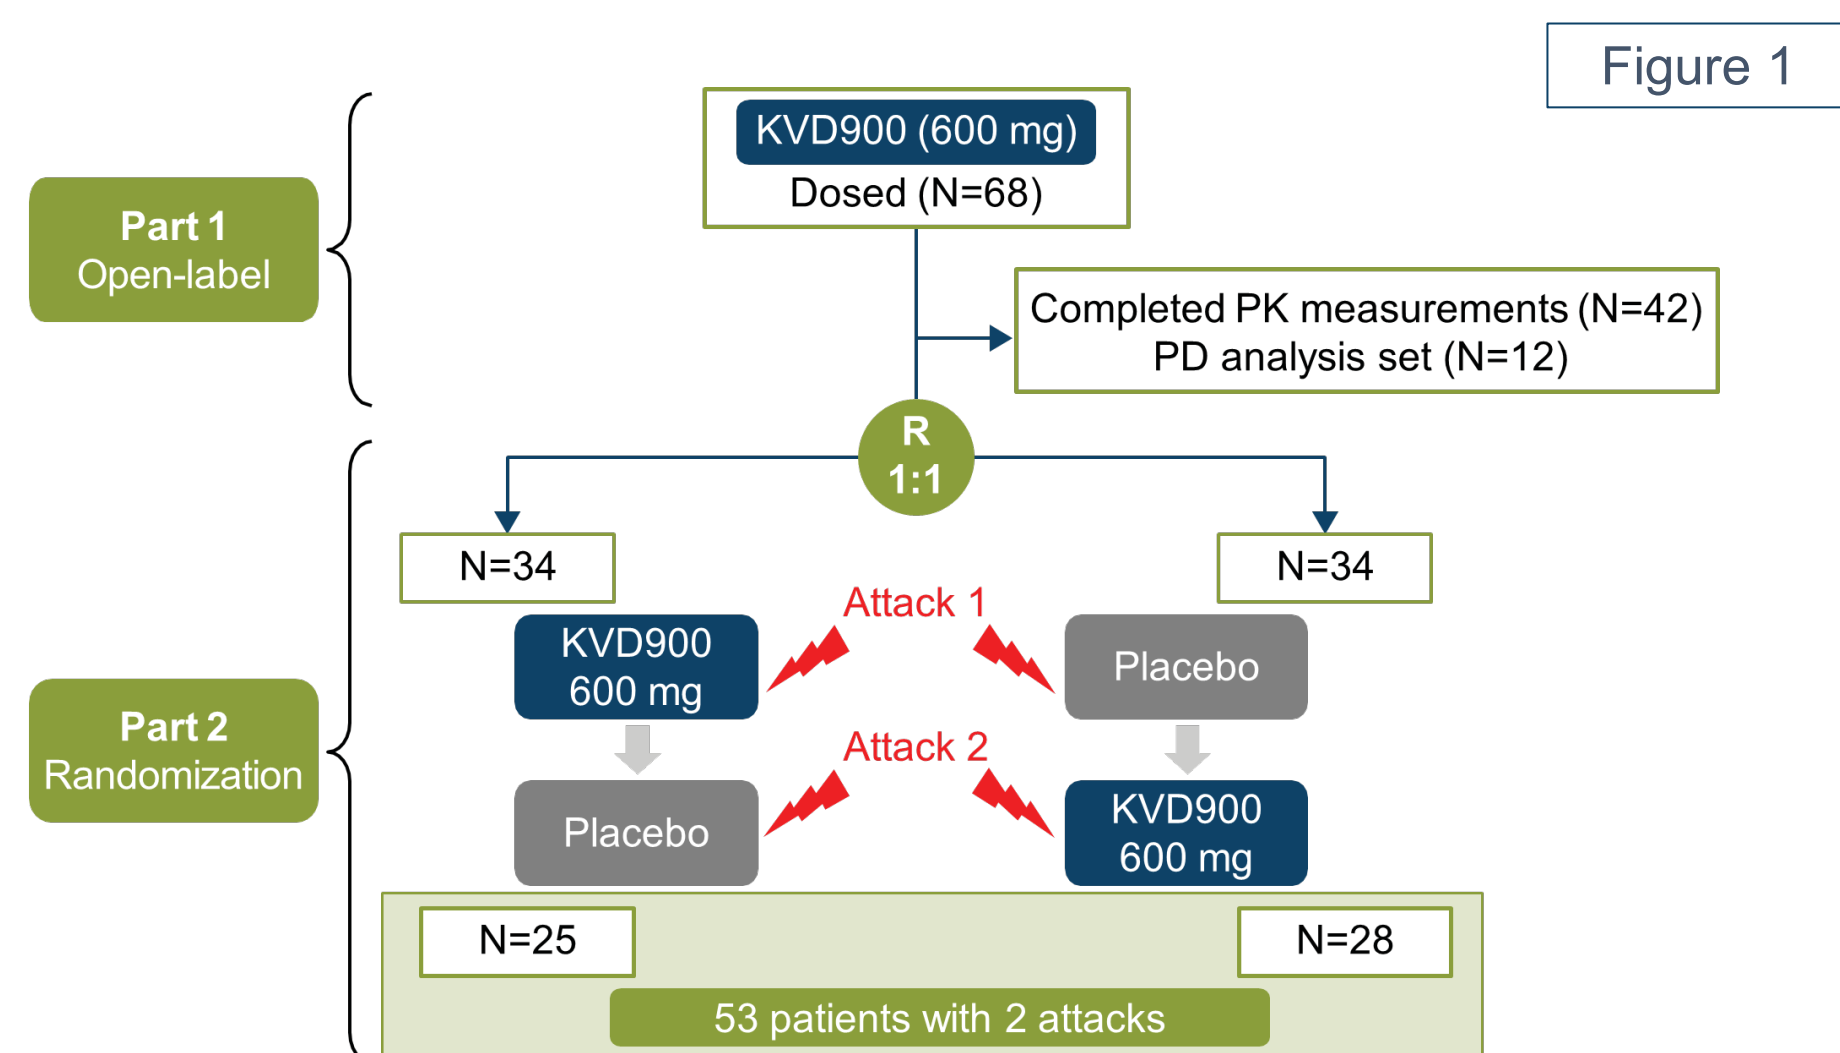 Figure 1
KVD900 (600 mg)
Dosed (N=68)
Part 1
Open-label
Completed PK measurements (N=42)
PD analysis set (N=12)
R
1:1
N=34
N=34
Attack 1
KVD900
600 mg
Placebo
Part 2
Randomization
Attack 2
Placebo
KVD900
600 mg
N=25
N=28
53 patients with 2 attacks